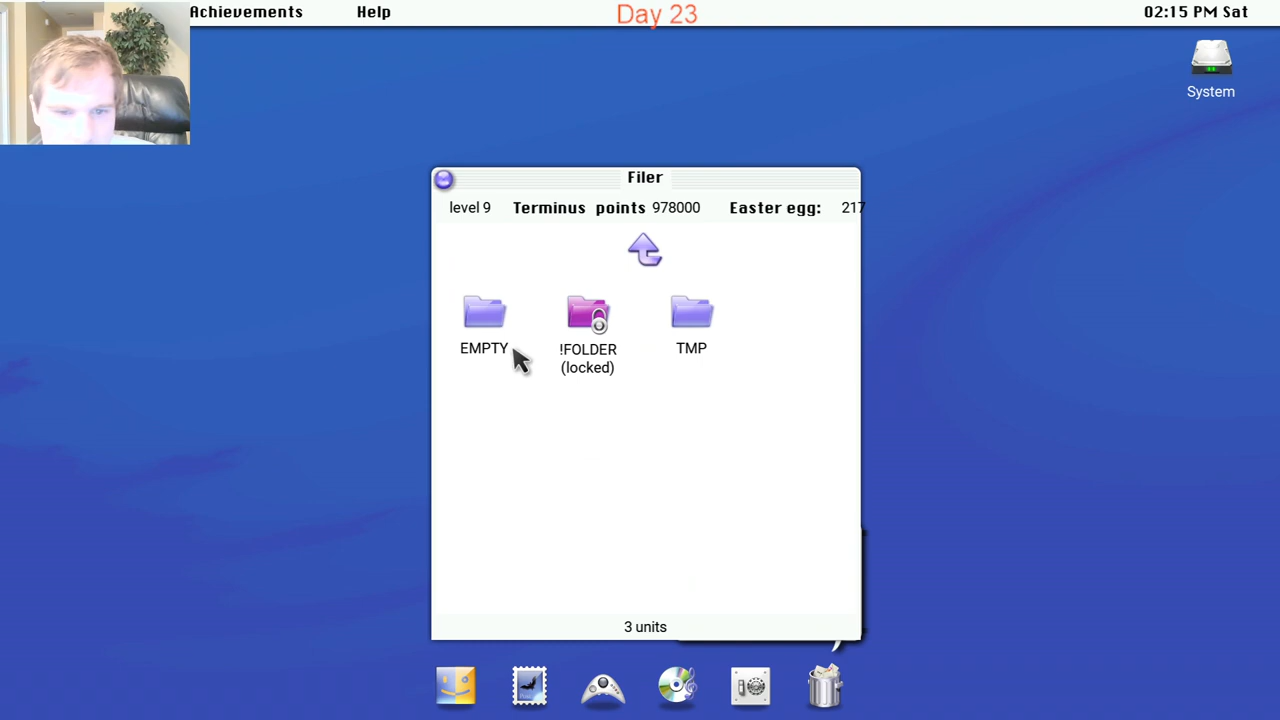 Achievements Help Day 23 02:15 PM Sat
System
Filer
level 9 Terminus points 978000 Easter egg: 217
EMPTY !FOLDER TMP
(locked)
3 units